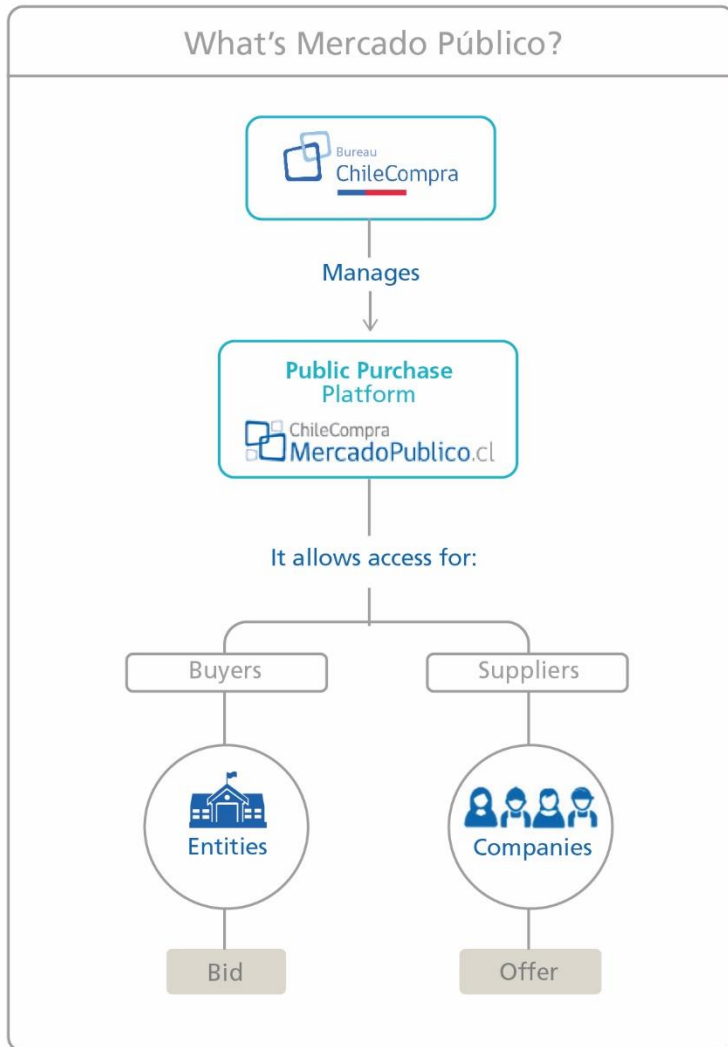 What's Mercado Público?
Bureau
ChileCompra
Manages
Public Purchase
Platform
ChileCompra
MercadoPublico.cl
It allows access for:
Buyers
Suppliers
Entities
Companies
Bid
Offer